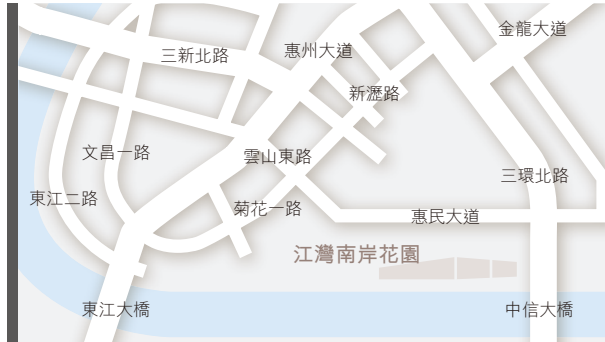 金龍大道
三新北路
惠州大道
新瀝路
文昌一路
雲山東路
三環北路
東江二路
菊花一路
惠民大道
江灣南岸花園
東江大橋
中信大橋